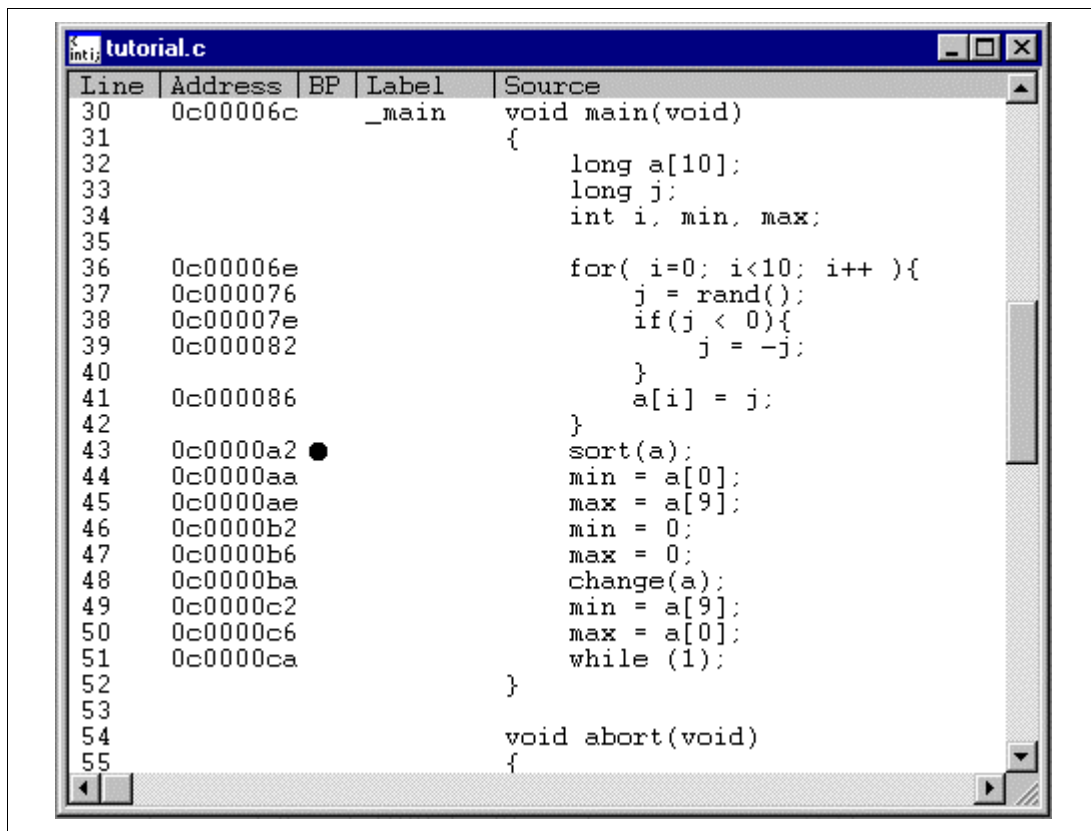 tutorial.c
Line Address BP Label Source
30 0c00006c _main void main(void)
31 {
32 long a[10];
33 long j;
34 int i, min, max;
35
36 0c00006e for( i=0; i<10; i++ ){
37 0c000076 j = rand();
38 0c00007e if(j < 0){
39 0c000082 j = -j;
40 }
41 0c000086 a[i] = j;
42 }
43 0c0000a2 ● sort(a);
44 0c0000aa min = a[0];
45 0c0000ae max = a[9];
46 0c0000b2 min = 0;
47 0c0000b6 max = 0;
48 0c0000ba change(a);
49 0c0000c2 min = a[9];
50 0c0000c6 max = a[0];
51 0c0000ca while (1);
52 }
53
54 void abort(void)
55 {